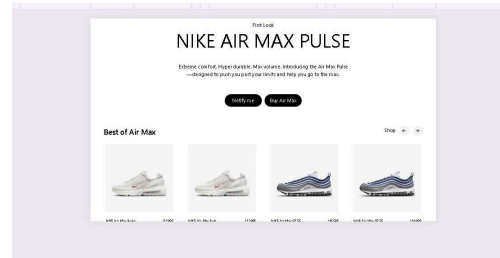 First Look
NIKE AIR MAX PULSE
Extreme comfort. Hyper durable. Max volume. Introducing the Air Max Pulse
—designed to push you past your limits and help you go to the max.
Notify me
Buy Air Max
Best of Air Max
Shop